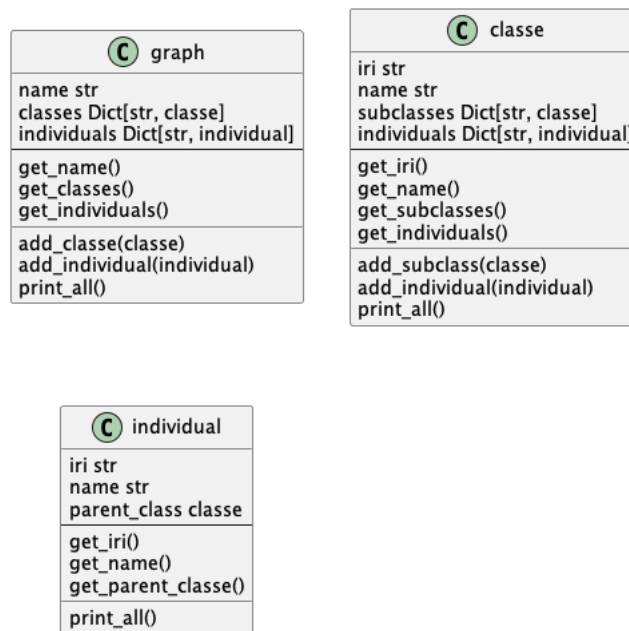 C graph
name str
classes Dict[str, classe]
individuals Dict[str, individual]
get_name()
get_classes()
get_individuals()
add_classe(classe)
add_individual(individual)
print_all()
C classe
iri str
name str
subclasses Dict[str, classe]
individuals Dict[str, individual]
get_iri()
get_name()
get_subclasses()
get_individuals()
add_subclass(classe)
add_individual(individual)
print_all()
C individual
iri str
name str
parent_class classe
get_iri()
get_name()
get_parent_classe()
print_all()